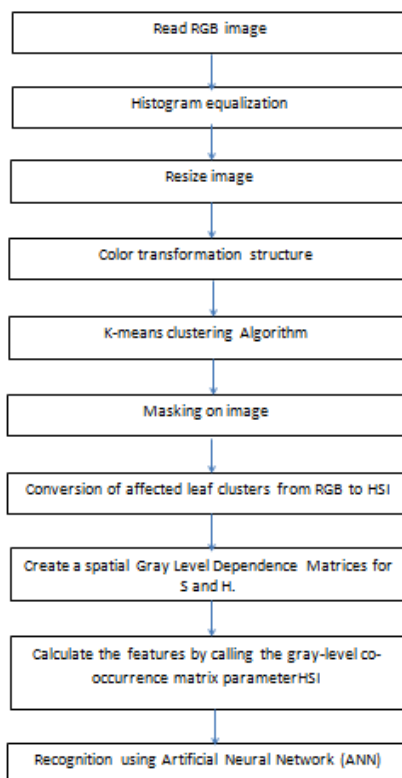 Read RGB image
Histogram equalization
Resize image
Color transformation structure
K-means clustering Algorithm
Masking on image
Conversion of affected leaf clusters from RGB to HSI
Create a spatial Gray Level Dependence Matrices for
S and H.
Calculate the features by calling the gray-level co-
occurrence matrix parameterHSI
Recognition using Artificial Neural Network (ANN)